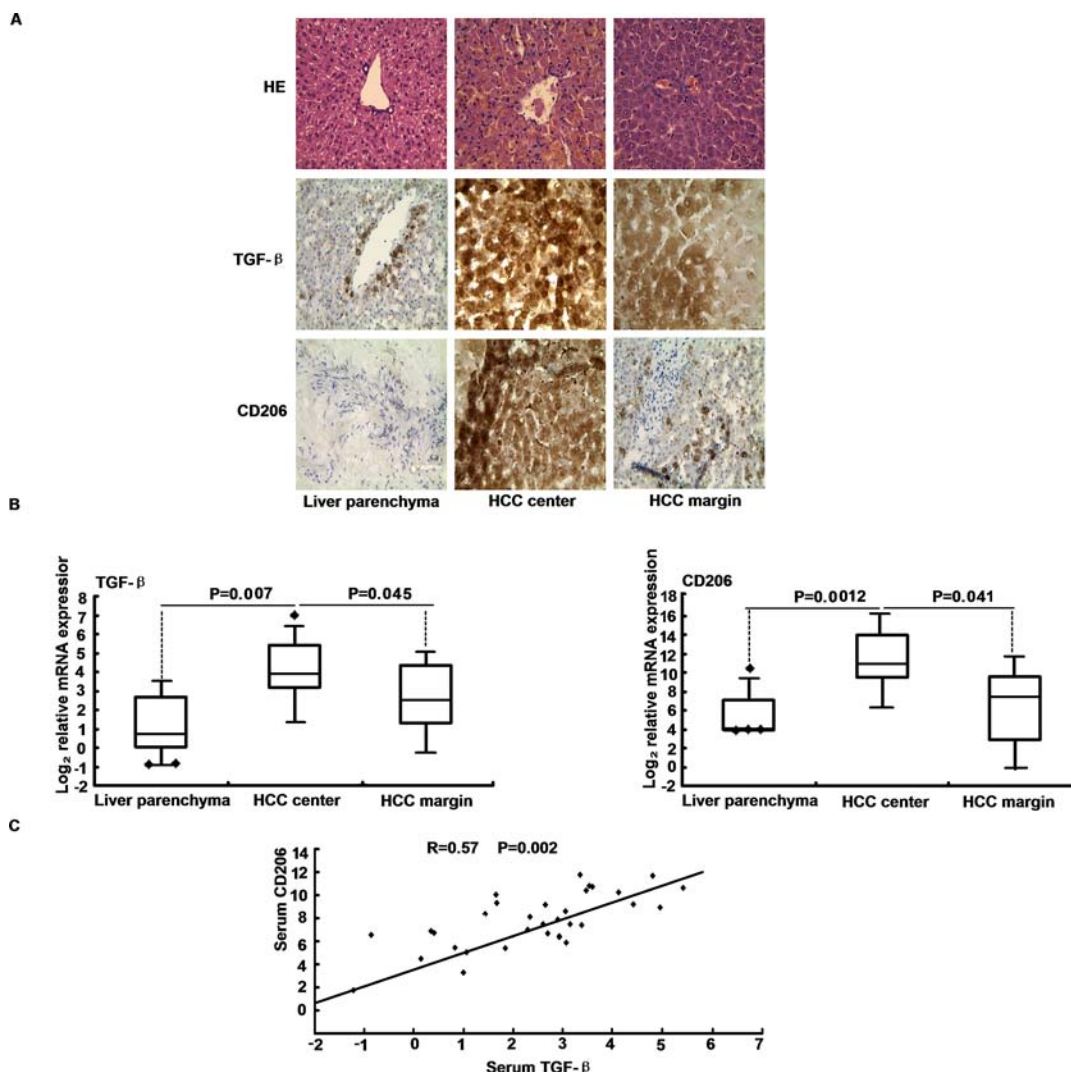 A
HE
TGF-β
CD206
Liver parenchyma HCC center HCC margin
B
Log₂ relative mRNA expression
TGF-β
P=0.007 P=0.045
8
7
6
5
4
3
2
1
0
-1
-2
Liver parenchyma HCC center HCC margin
Log₂ relative mRNA expression
CD206
P=0.0012 P=0.041
18
16
14
12
10
8
6
4
2
0
-2
Liver parenchyma HCC center HCC margin
C
R=0.57 P=0.002
Serum CD206
14
12
10
8
6
4
2
0
-2 -1 0 1 2 3 4 5 6 7
Serum TGF-β